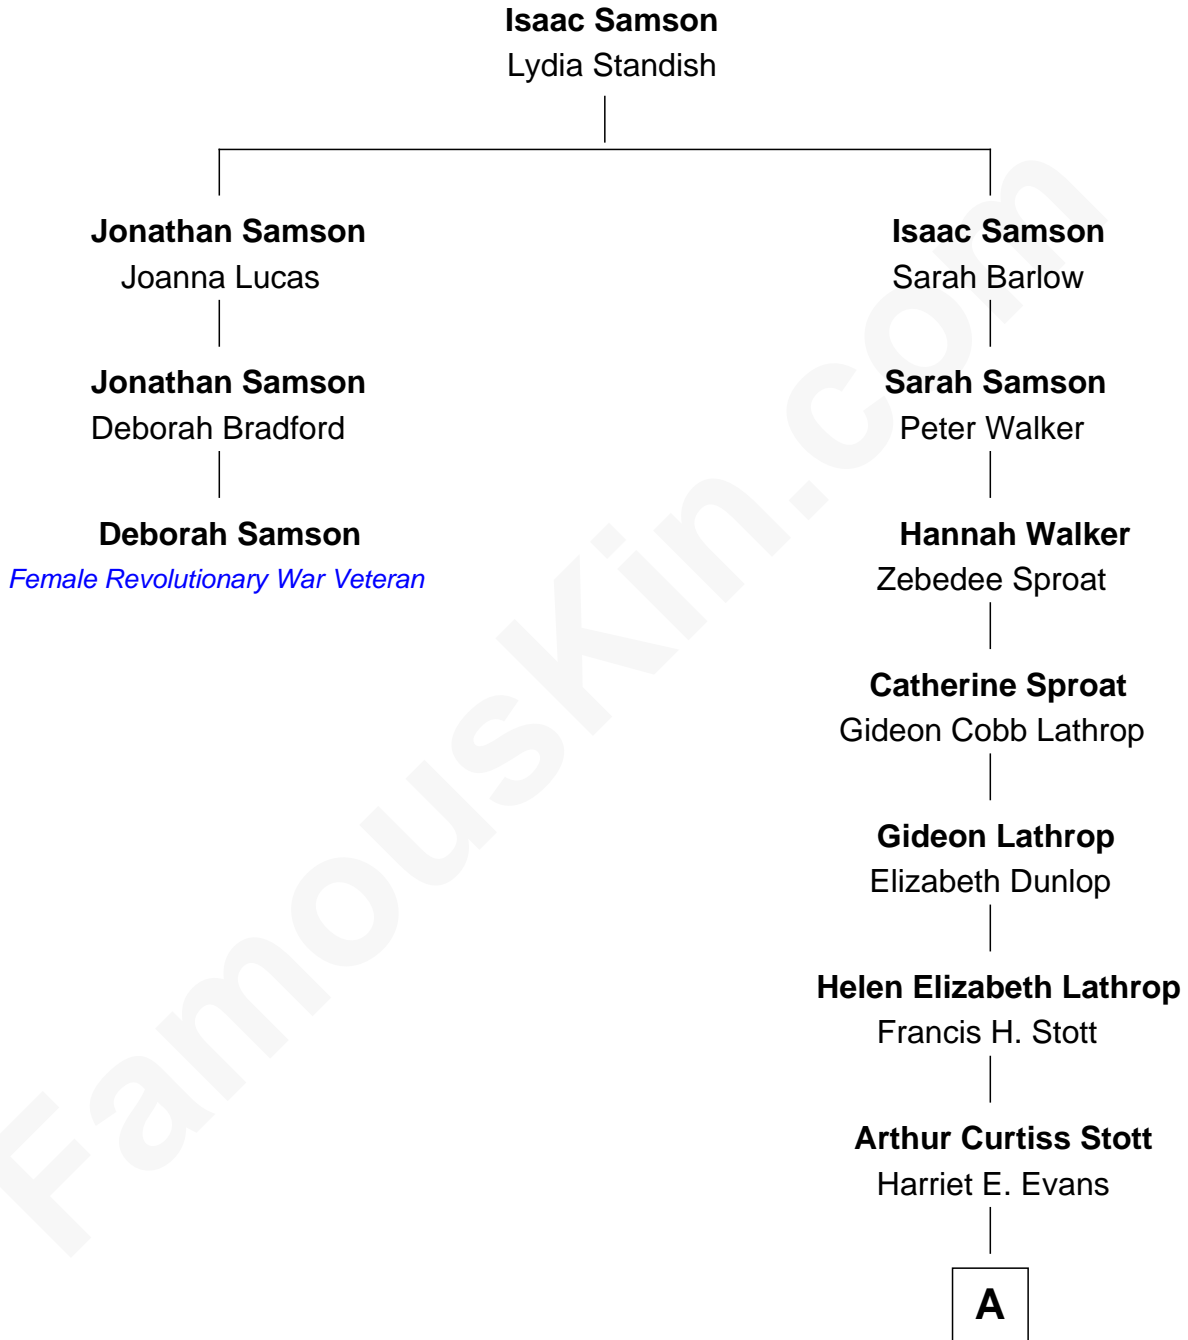 Isaac Samson
Lydia Standish
Jonathan Samson
Joanna Lucas
Isaac Samson
Sarah Barlow
Jonathan Samson
Deborah Bradford
Sarah Samson
Peter Walker
Deborah Samson
Female Revolutionary War Veteran
Hannah Walker
Zebedee Sproat
Catherine Sproat
Gideon Cobb Lathrop
Gideon Lathrop
Elizabeth Dunlop
Helen Elizabeth Lathrop
Francis H. Stott
Arthur Curtiss Stott
Harriet E. Evans
A
FamousKin.com